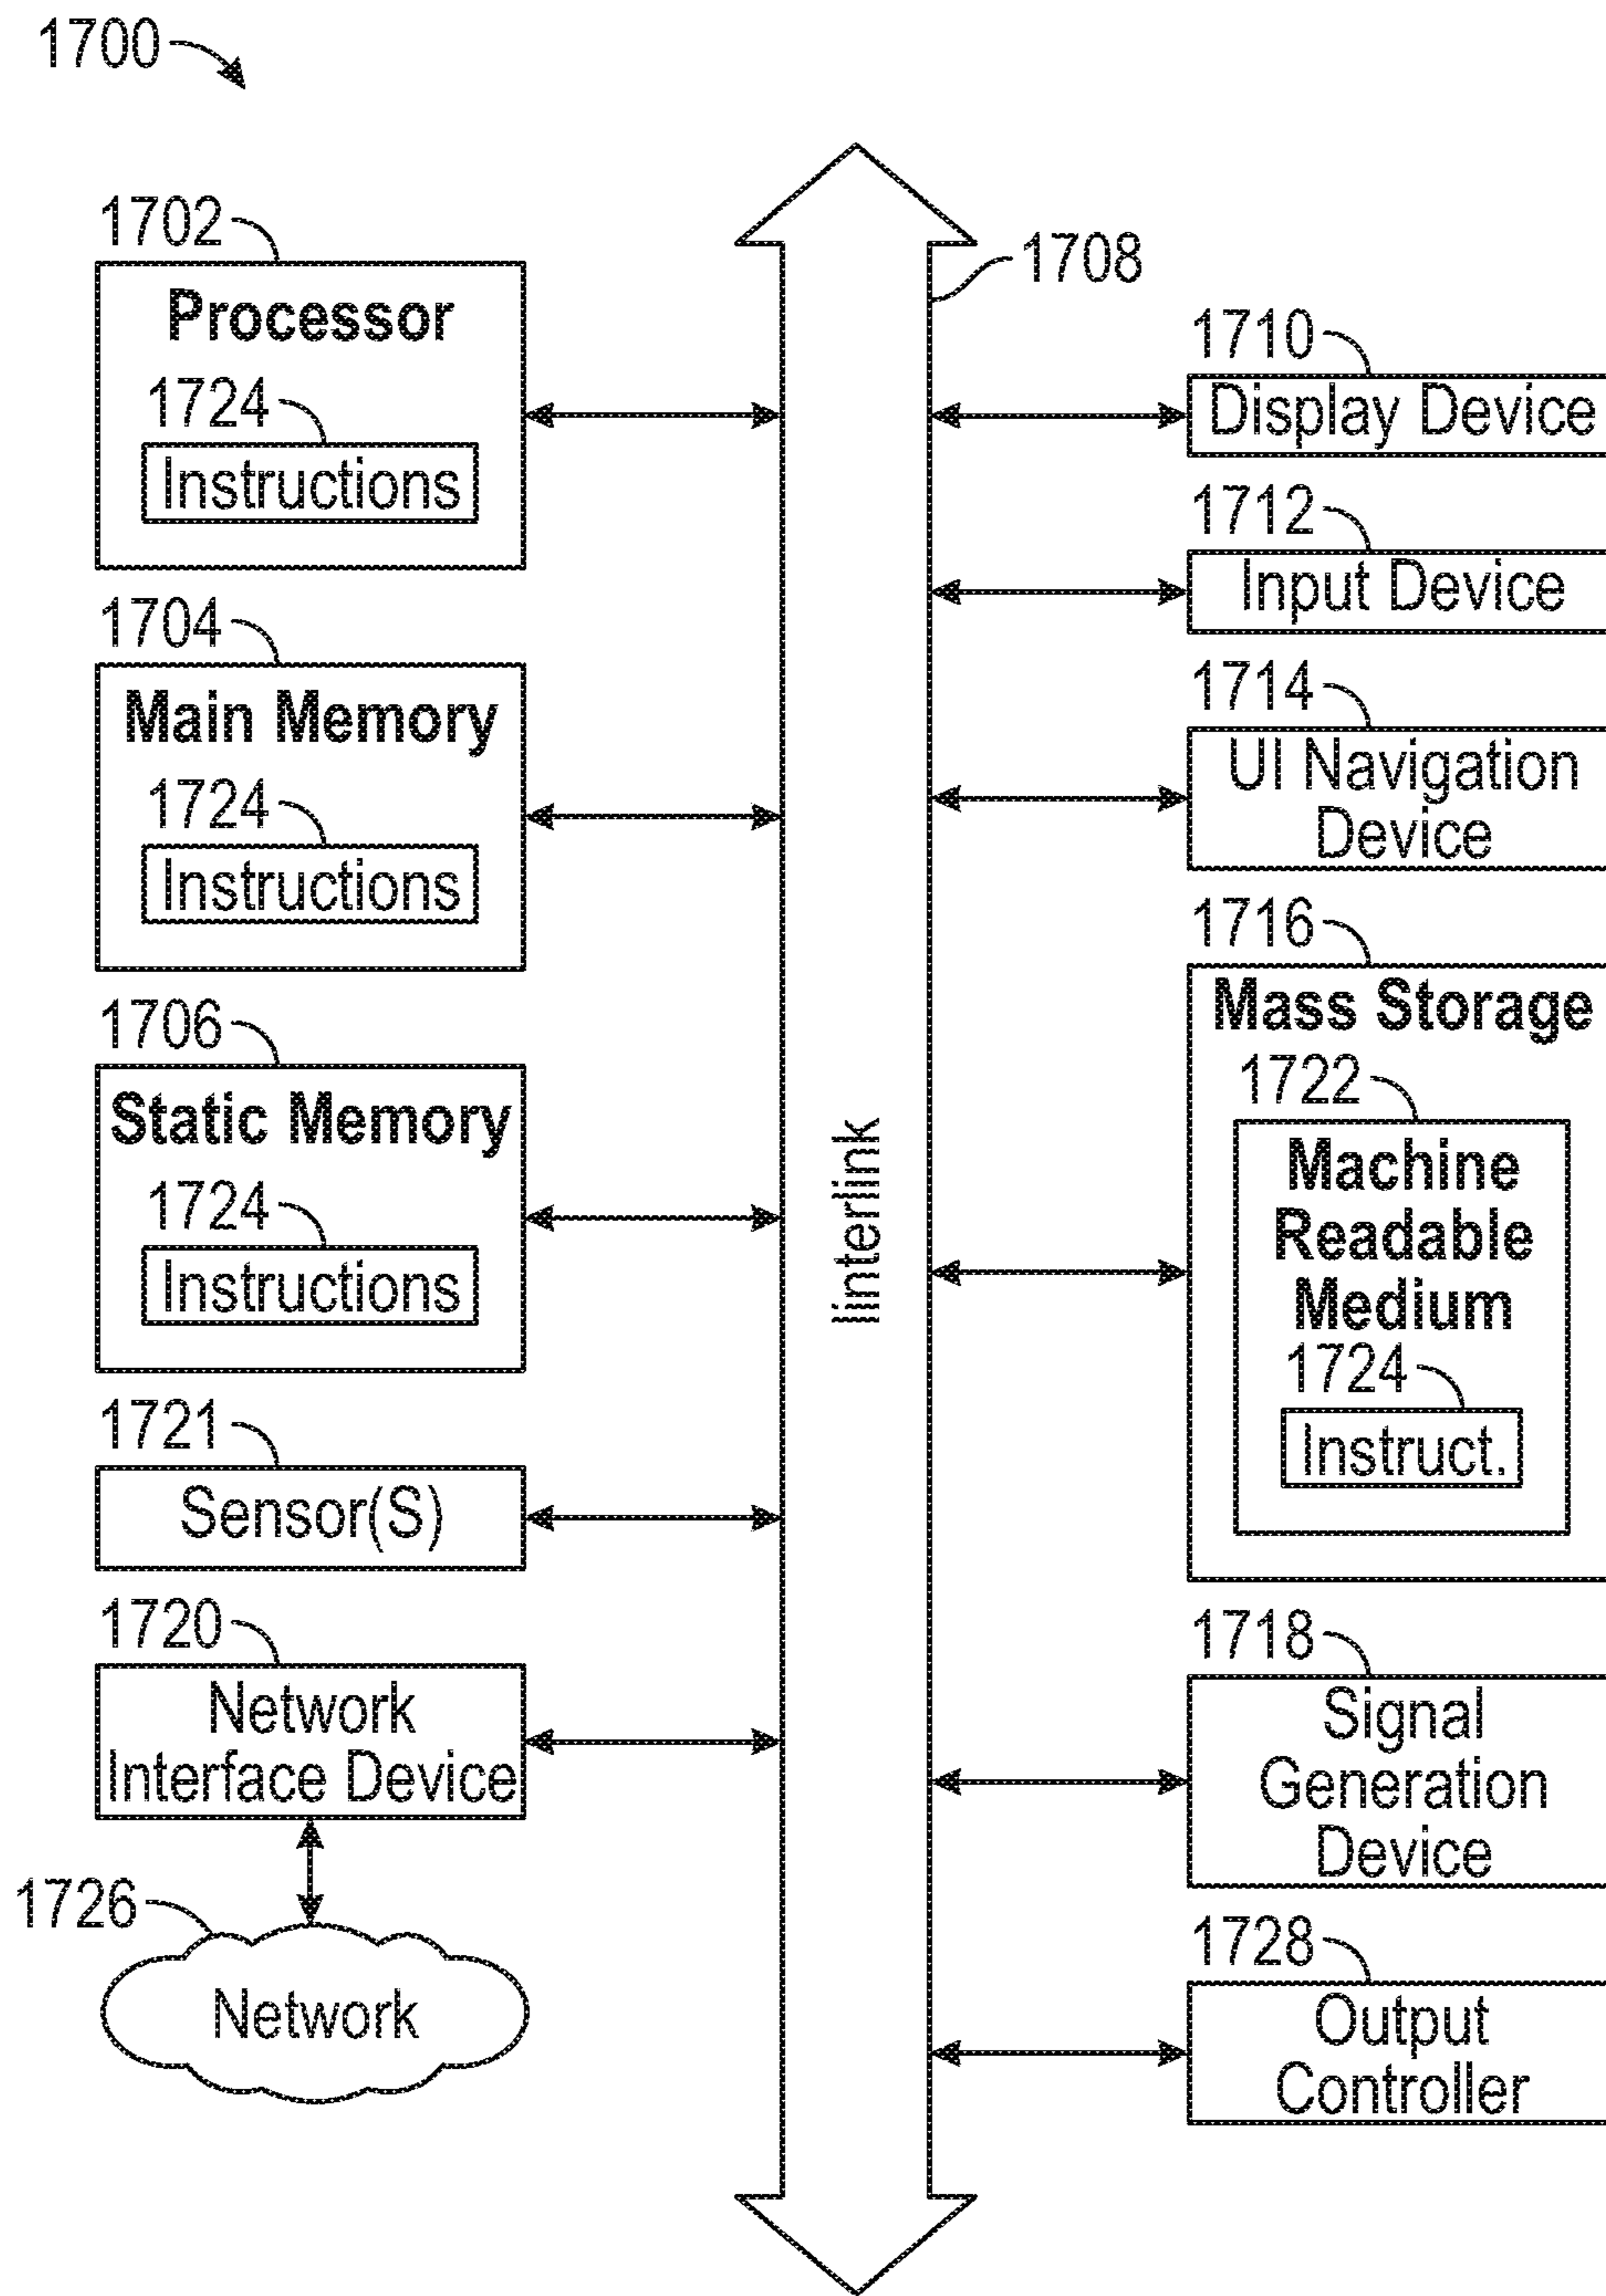 1700
1702
Processor
1724
Instructions
1704
Main Memory
1724
Instructions
1706
Static Memory
1724
Instructions
1721
Sensor(S)
1720
Network
Interface Device
1726
Network
1708
Iinterlink
1710
Display Device
1712
Input Device
1714
UI Navigation
Device
1716
Mass Storage
1722
Machine
Readable
Medium
1724
Instruct.
1718
Signal
Generation
Device
1728
Output
Controller